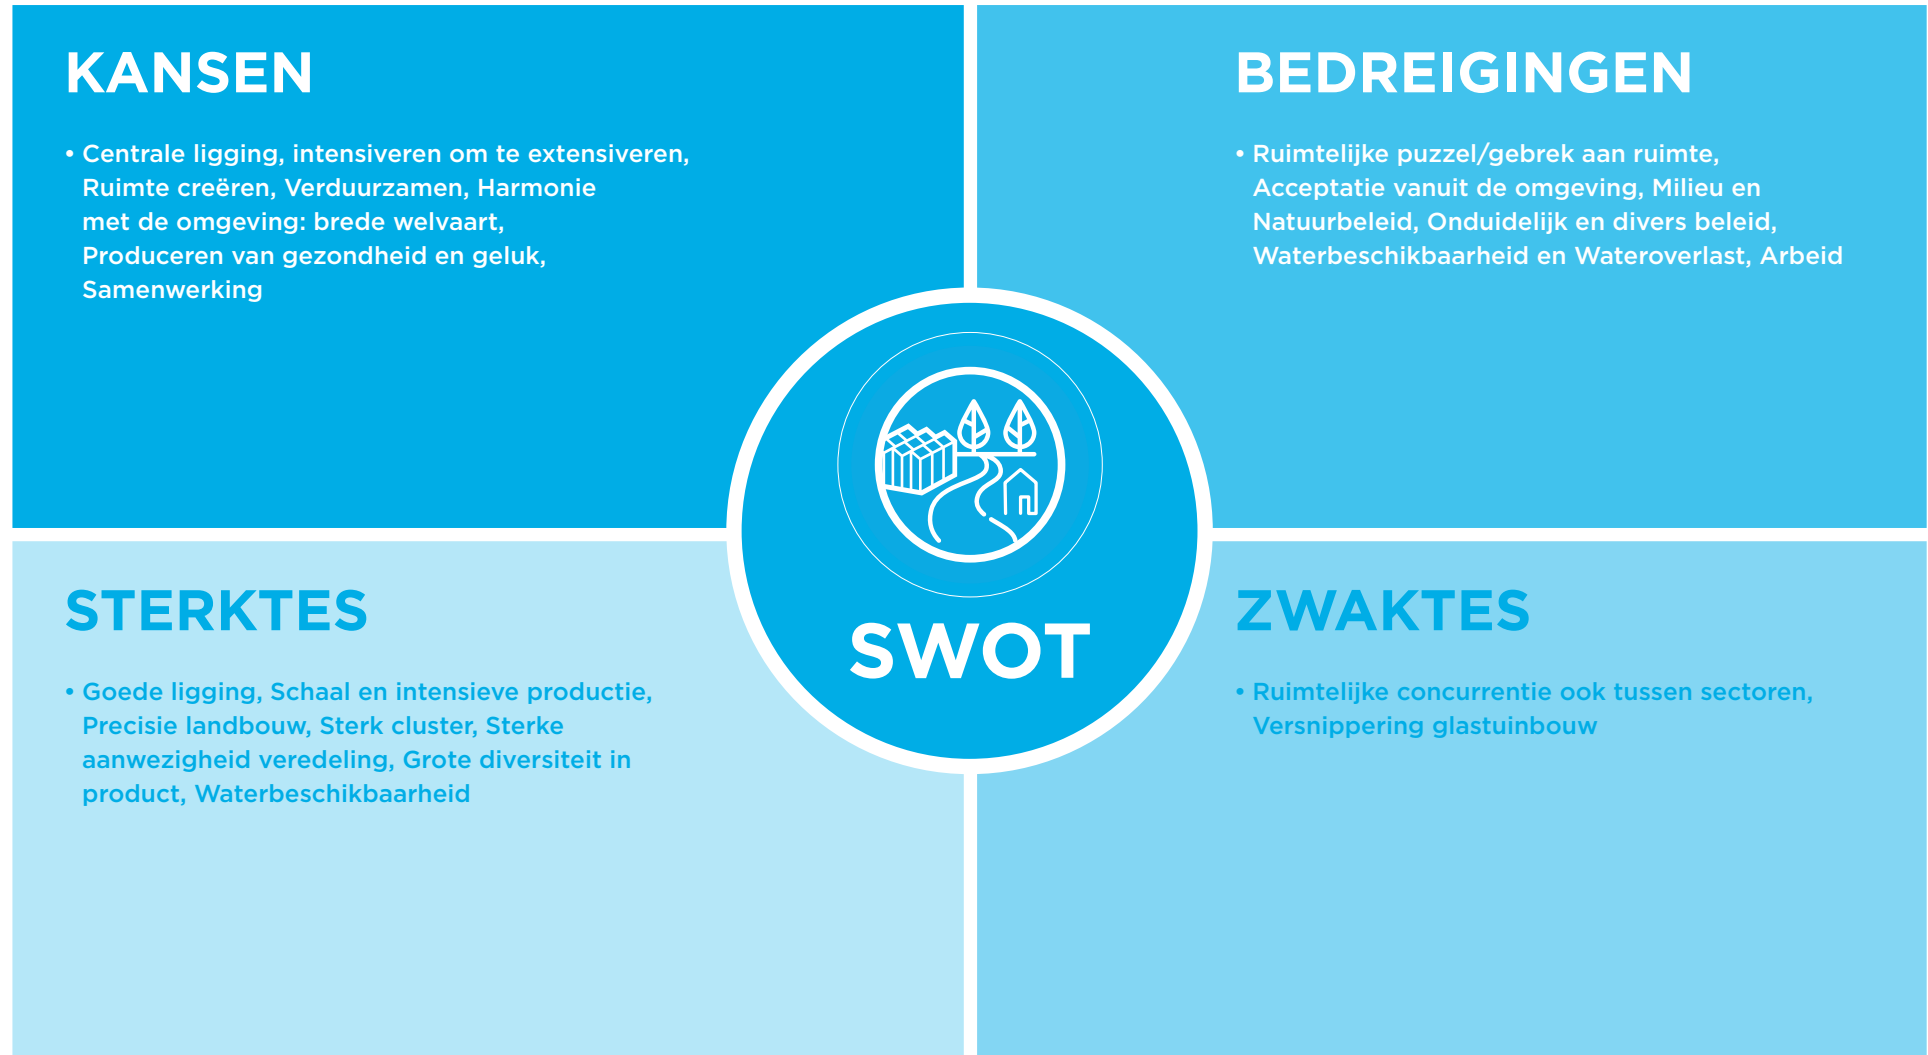 KANSEN
• Centrale ligging, intensiveren om te extensiveren,
Ruimte creëren, Verduurzamen, Harmonie
met de omgeving: brede welvaart,
Produceren van gezondheid en geluk,
Samenwerking
BEDREIGINGEN
• Ruimtelijke puzzel/gebrek aan ruimte,
Acceptatie vanuit de omgeving, Milieu en
Natuurbeleid, Onduidelijk en divers beleid,
Waterbeschikbaarheid en Wateroverlast, Arbeid
SWOT
STERKTES
• Goede ligging, Schaal en intensieve productie,
Precisie landbouw, Sterk cluster, Sterke
aanwezigheid veredeling, Grote diversiteit in
product, Waterbeschikbaarheid
ZWAKTES
• Ruimtelijke concurrentie ook tussen sectoren,
Versnippering glastuinbouw